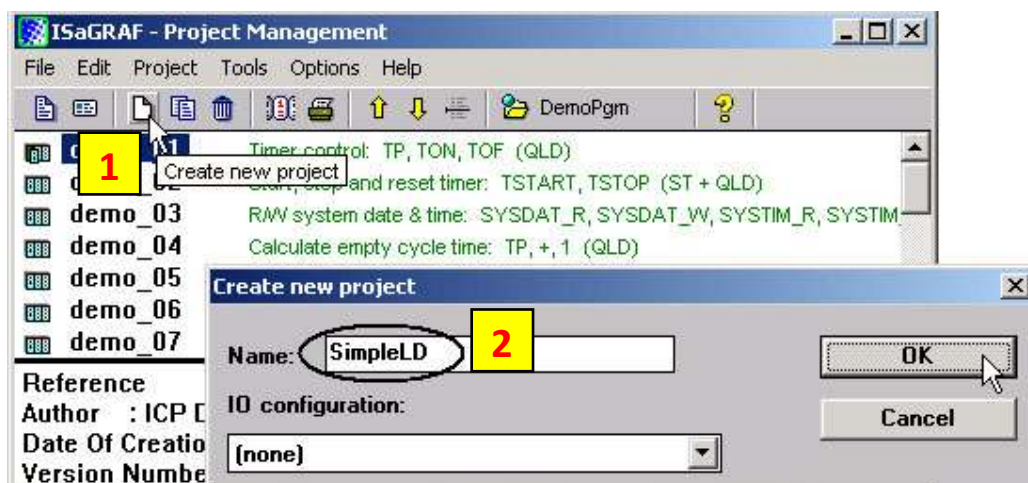 ISaGRAF - Project Management
File Edit Project Tools Options Help
DemoPgm
1
Timer control: TP, TON, TOF (QLD)
Create new project
and reset timer: TSTART, TSTOP (ST + QLD)
demo_03 R/W system date & time: SYSDAT_R, SYSDAT_W, SYSTIM_R, SYSTIM_
demo_04 Calculate empty cycle time: TP, +, 1 (QLD)
demo_05
demo_06
demo_07
Create new project
Name: SimpleLD
2
OK
IO configuration:
Cancel
(none)
Reference
Author : ICP D
Date Of Creatio
Version Numbe